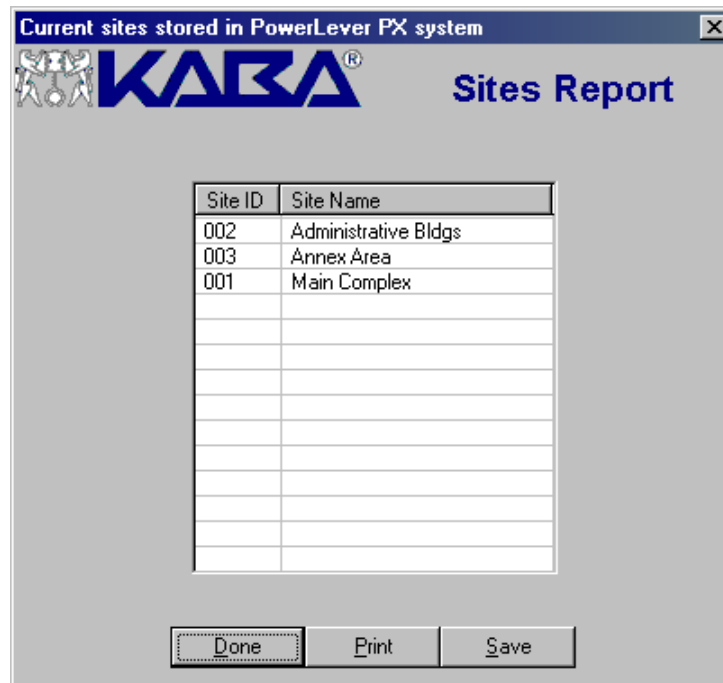 Current sites stored in PowerLever PX system
KABA®
Sites Report
Site ID Site Name
002 Administrative Bldgs
003 Annex Area
001 Main Complex
Done Print Save